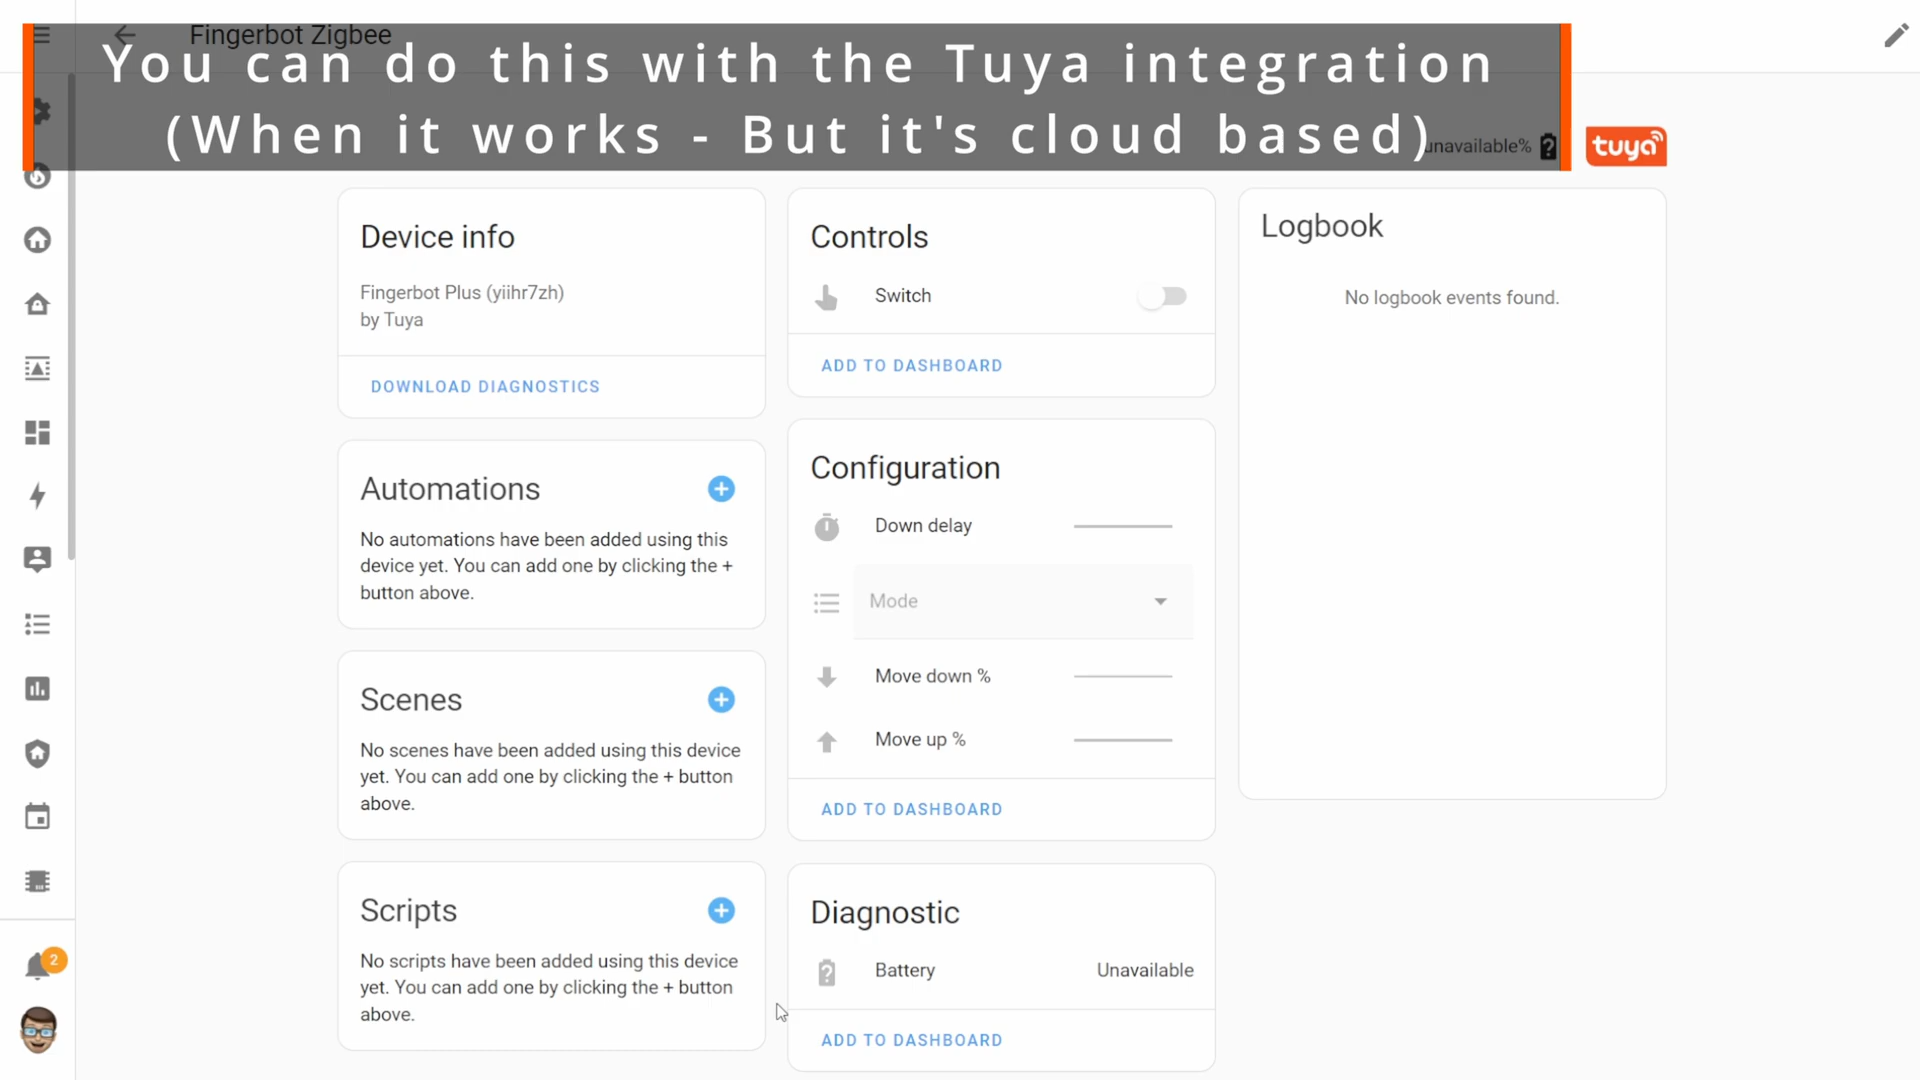 Fingerbot Zigbee
You can do this with the Tuya integration
(When it works - But it's cloud based)
unavailable%
tuya
Device info
Fingerbot Plus (yiihr7zh)
by Tuya
DOWNLOAD DIAGNOSTICS
Automations
No automations have been added using this
device yet. You can add one by clicking the +
button above.
Scenes
No scenes have been added using this device
yet. You can add one by clicking the + button
above.
Scripts
No scripts have been added using this device
yet. You can add one by clicking the + button
above.
Controls
Switch
ADD TO DASHBOARD
Configuration
Down delay
Mode
Move down %
Move up %
ADD TO DASHBOARD
Diagnostic
Battery Unavailable
ADD TO DASHBOARD
Logbook
No logbook events found.
2